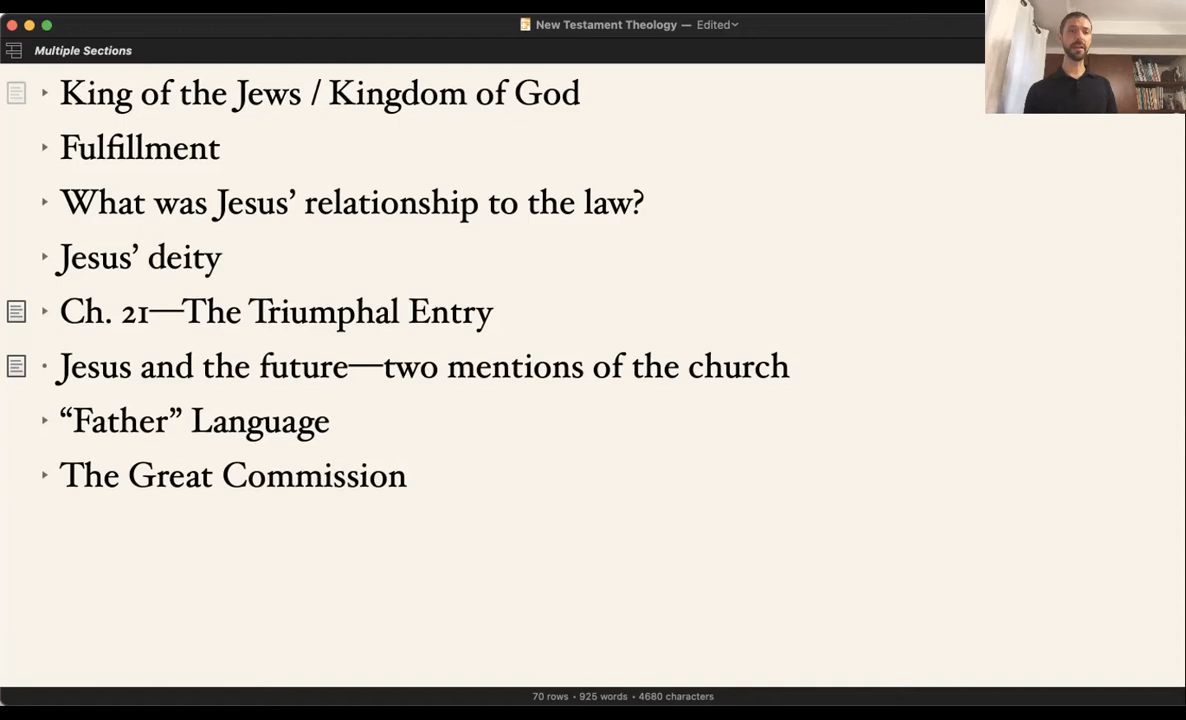 New Testament Theology — Edited
Multiple Sections
King of the Jews / Kingdom of God
Fulfillment
What was Jesus’ relationship to the law?
Jesus’ deity
Ch. 21—The Triumphal Entry
Jesus and the future—two mentions of the church
“Father” Language
The Great Commission
70 rows • 925 words • 4680 characters